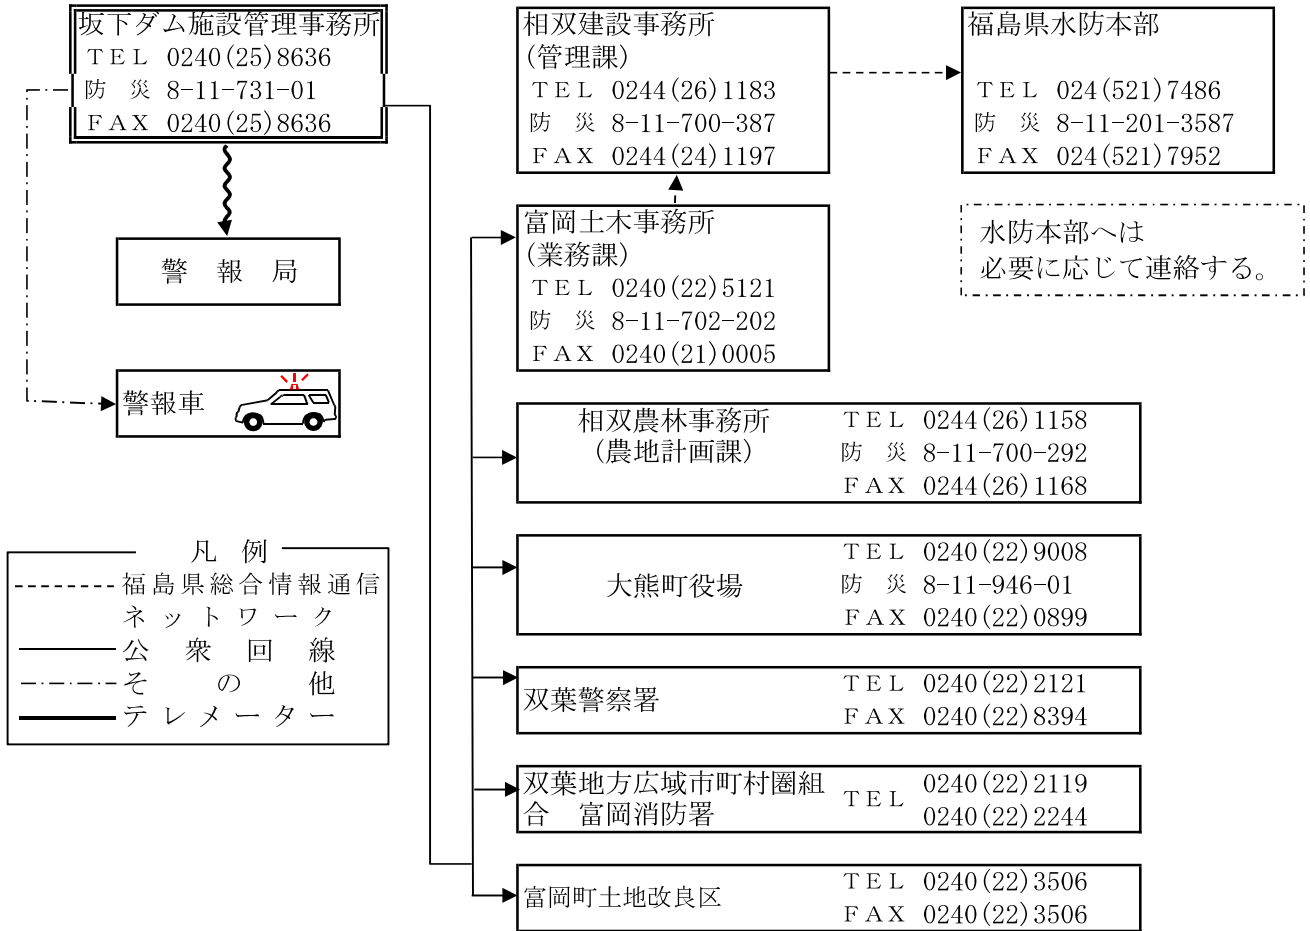 坂下ダム施設管理事務所
ＴＥＬ 0240(25)8636
防　災 8-11-731-01
ＦＡＸ 0240(25)8636
相双建設事務所
(管理課)
ＴＥＬ 0244(26)1183
防　災 8-11-700-387
ＦＡＸ 0244(24)1197
福島県水防本部
ＴＥＬ 024(521)7486
防　災 8-11-201-3587
ＦＡＸ 024(521)7952
警　報　局
富岡土木事務所
(業務課)
ＴＥＬ 0240(22)5121
防　災 8-11-702-202
ＦＡＸ 0240(21)0005
水防本部へは
必要に応じて連絡する。
警報車
相双農林事務所
(農地計画課)
ＴＥＬ 0244(26)1158
防　災 8-11-700-292
ＦＡＸ 0244(26)1168
大熊町役場
ＴＥＬ 0240(22)9008
防　災 8-11-946-01
ＦＡＸ 0240(22)0899
凡　例
福島県総合情報通信
ネットワーク
公衆回線
その他
テレメーター
双葉警察署
ＴＥＬ 0240(22)2121
ＦＡＸ 0240(22)8394
双葉地方広域市町村圏組
合　富岡消防署
ＴＥＬ 0240(22)2119
0240(22)2244
富岡町土地改良区
ＴＥＬ 0240(22)3506
ＦＡＸ 0240(22)3506